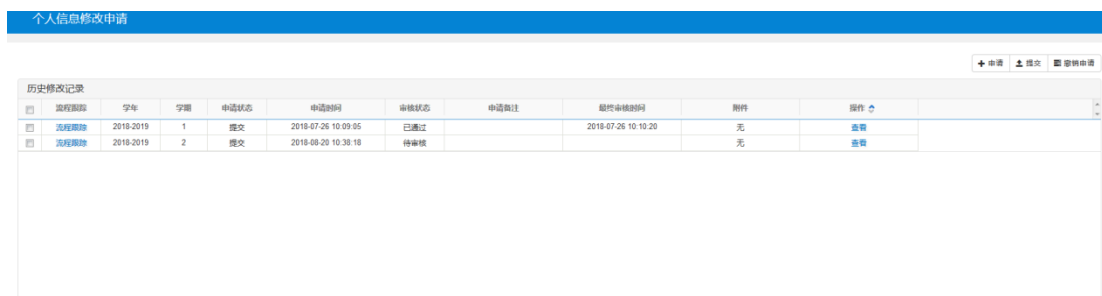 个人信息修改申请
申请 提交 撤销申请
历史修改记录
流程跟踪 学年 学期 申请状态 申请时间 审核状态 申请备注 最终审核时间 附件 操作
流程跟踪 2018-2019 1 提交 2018-07-26 10:09:05 已通过 2018-07-26 10:10:20 无 查看
流程跟踪 2018-2019 2 提交 2018-08-20 10:38:18 待审核 无 查看